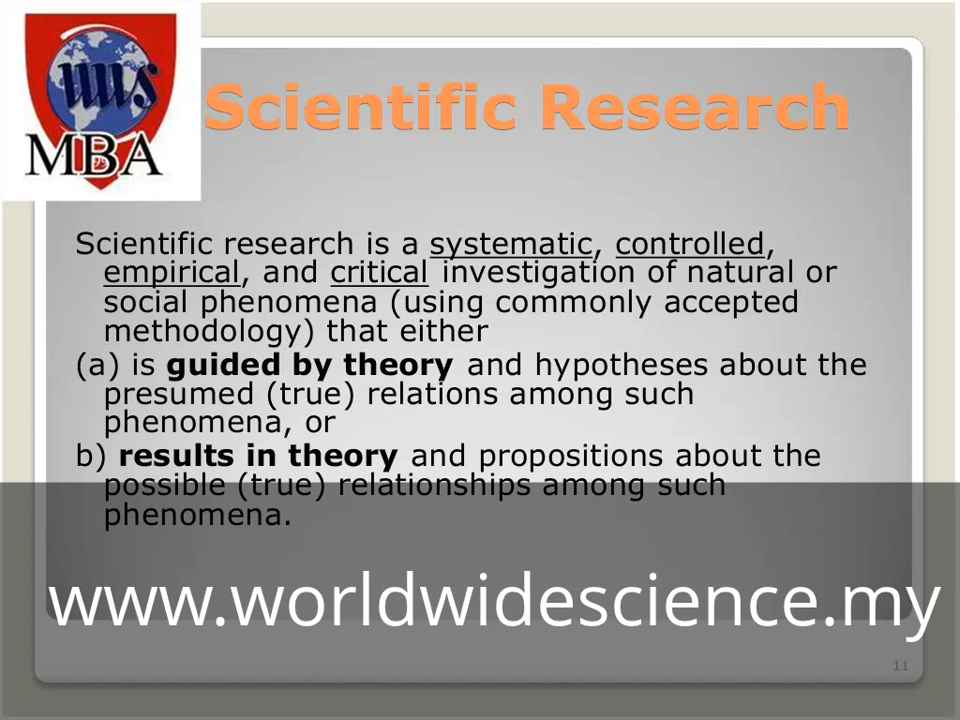 wws
MBA
Scientific Research
Scientific research is a systematic, controlled,
empirical, and critical investigation of natural or
social phenomena (using commonly accepted
methodology) that either
(a) is guided by theory and hypotheses about the
presumed (true) relations among such
phenomena, or
b) results in theory and propositions about the
possible (true) relationships among such
phenomena.
www.worldwidescience.my
11